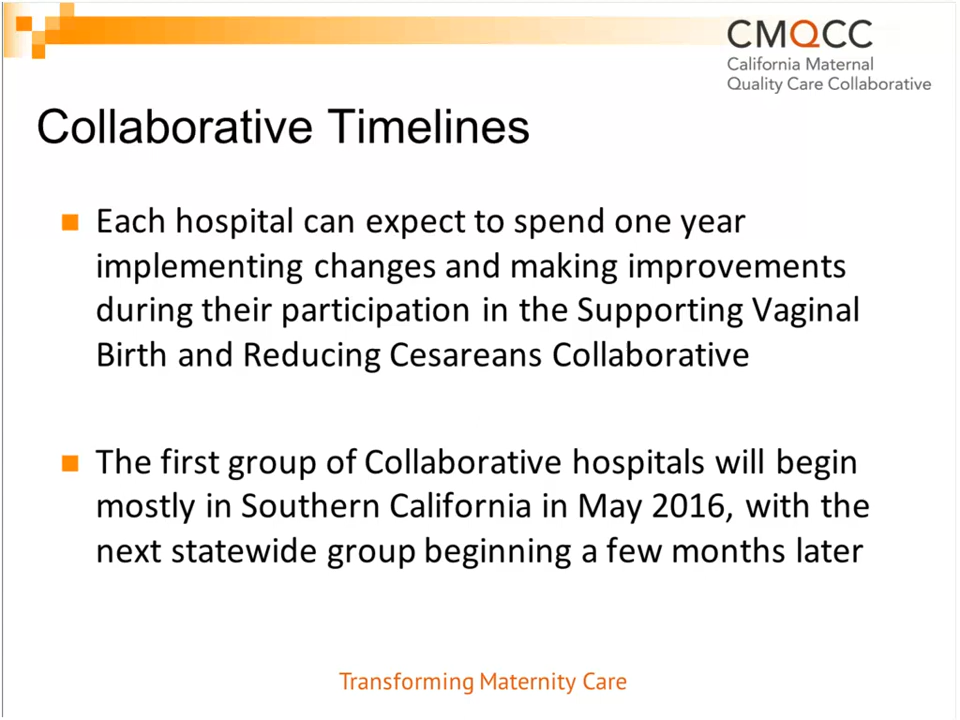 CMQCC
California Maternal
Quality Care Collaborative
Collaborative Timelines
Each hospital can expect to spend one year
implementing changes and making improvements
during their participation in the Supporting Vaginal
Birth and Reducing Cesareans Collaborative
The first group of Collaborative hospitals will begin
mostly in Southern California in May 2016, with the
next statewide group beginning a few months later
Transforming Maternity Care